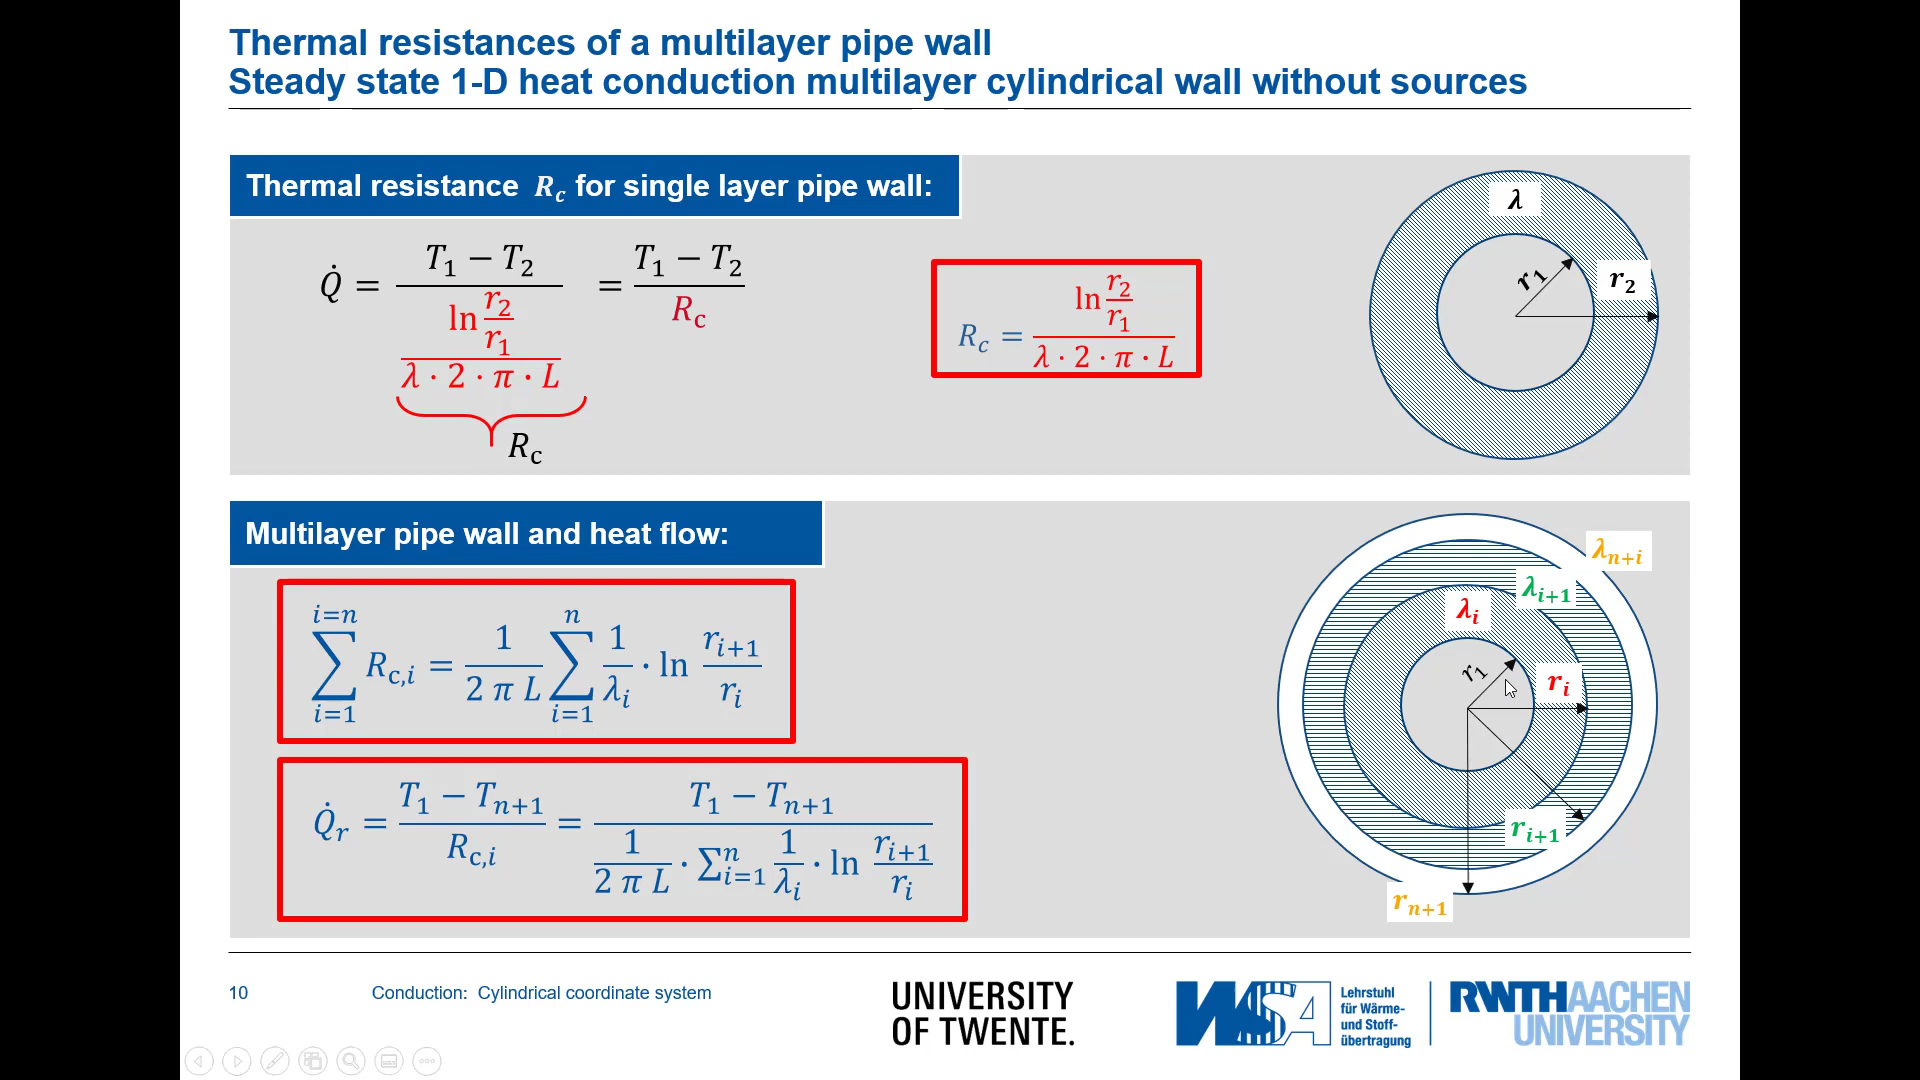 Thermal resistances of a multilayer pipe wall
Steady state 1-D heat conduction multilayer cylindrical wall without sources
Thermal resistance R_c for single layer pipe wall:
Q̇ = (T_1 − T_2) / ((ln r_2/r_1) / (λ · 2 · π · L)) = (T_1 − T_2) / R_c
R_c
R_c = (ln r_2/r_1) / (λ · 2 · π · L)
λ
r_1
r_2
Multilayer pipe wall and heat flow:
∑_{i=1}^{i=n} R_{c,i} = 1/(2 π L) ∑_{i=1}^{n} 1/λ_i · ln r_{i+1}/r_i
Q̇_r = (T_1 − T_{n+1}) / R_{c,i} = (T_1 − T_{n+1}) / (1/(2 π L) · ∑_{i=1}^{n} 1/λ_i · ln r_{i+1}/r_i)
λ_{n+i}
λ_{i+1}
λ_i
r_1
r_i
r_{i+1}
r_{n+1}
10
Conduction: Cylindrical coordinate system
UNIVERSITY
OF TWENTE.
WSA
Lehrstuhl
für Wärme-
und Stoff-
übertragung
RWTHAACHEN
UNIVERSITY